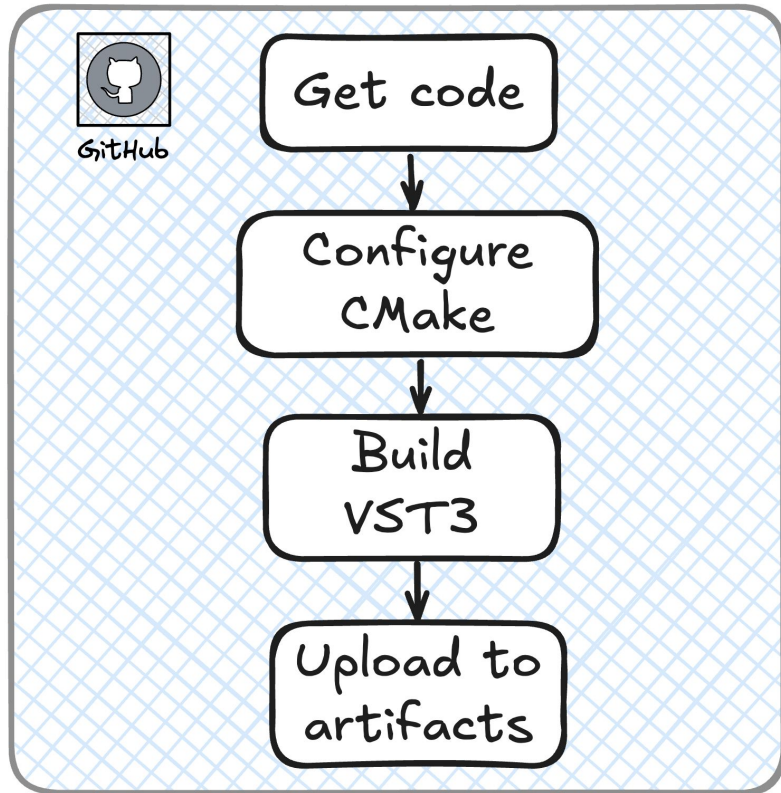 Get code
GitHub
Configure
CMake
Build
VST3
Upload to
artifacts